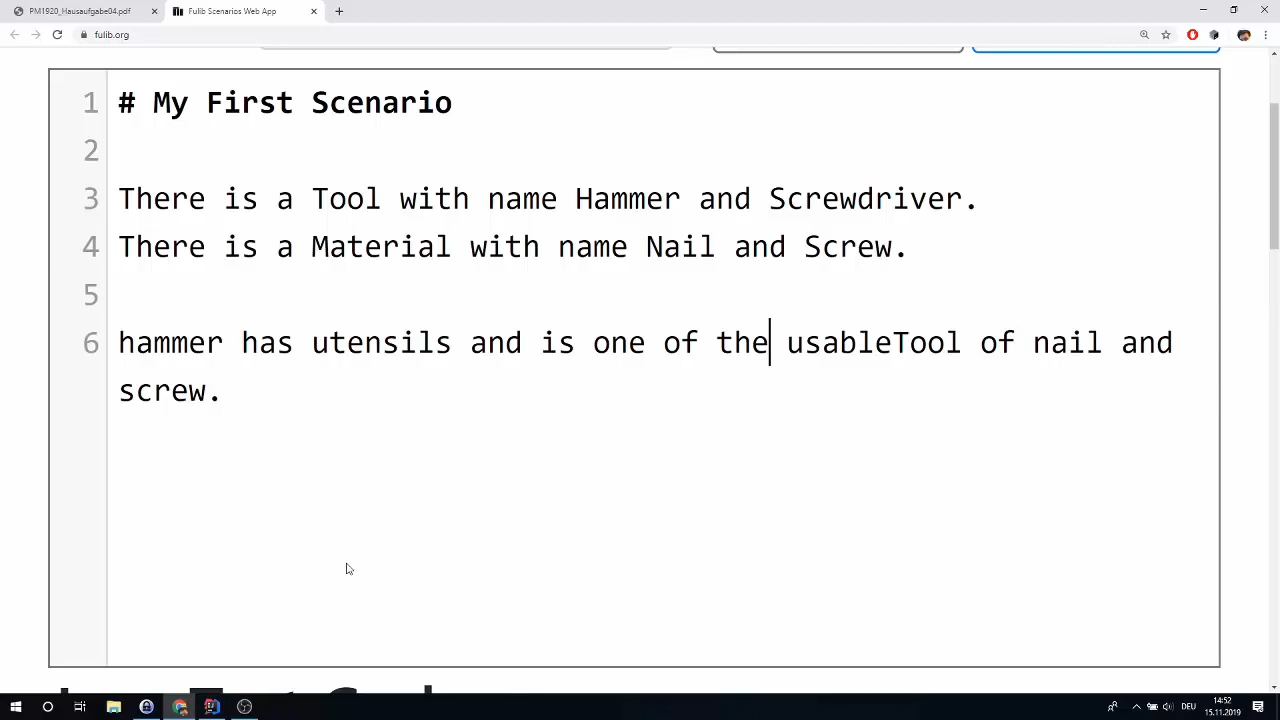 PM1920_Hausaufgabe04.pdf
Fulib Scenarios Web App
fulib.org
1 # My First Scenario
2
3 There is a Tool with name Hammer and Screwdriver.
4 There is a Material with name Nail and Screw.
5
6 hammer has utensils and is one of the usableTool of nail and
screw.
14:52
DEU
15.11.2019